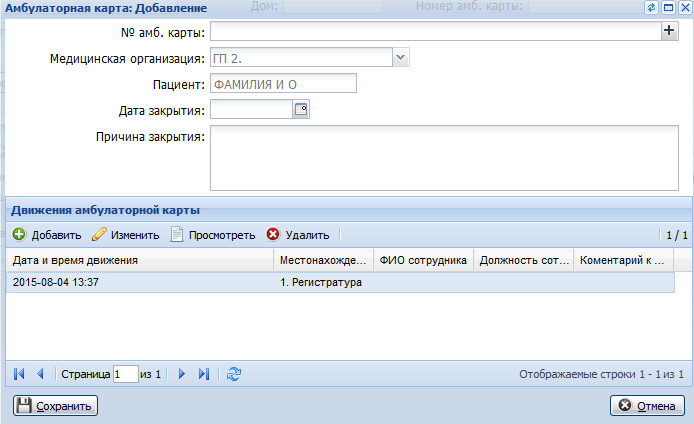 Амбулаторная карта: Добавление
Дом:
Номер амб. карты:
№ амб. карты:
Медицинская организация: ГП 2.
Пациент: ФАМИЛИЯ И О
Дата закрытия:
Причина закрытия:
Движения амбулаторной карты
Добавить Изменить Просмотреть Удалить 1 / 1
Дата и время движения Местонахожде... ФИО сотрудника Должность сот... Коментарий к ...
2015-08-04 13:37 1. Регистратура
Страница 1 из 1 Отображаемые строки 1 - 1 из 1
Сохранить Отмена